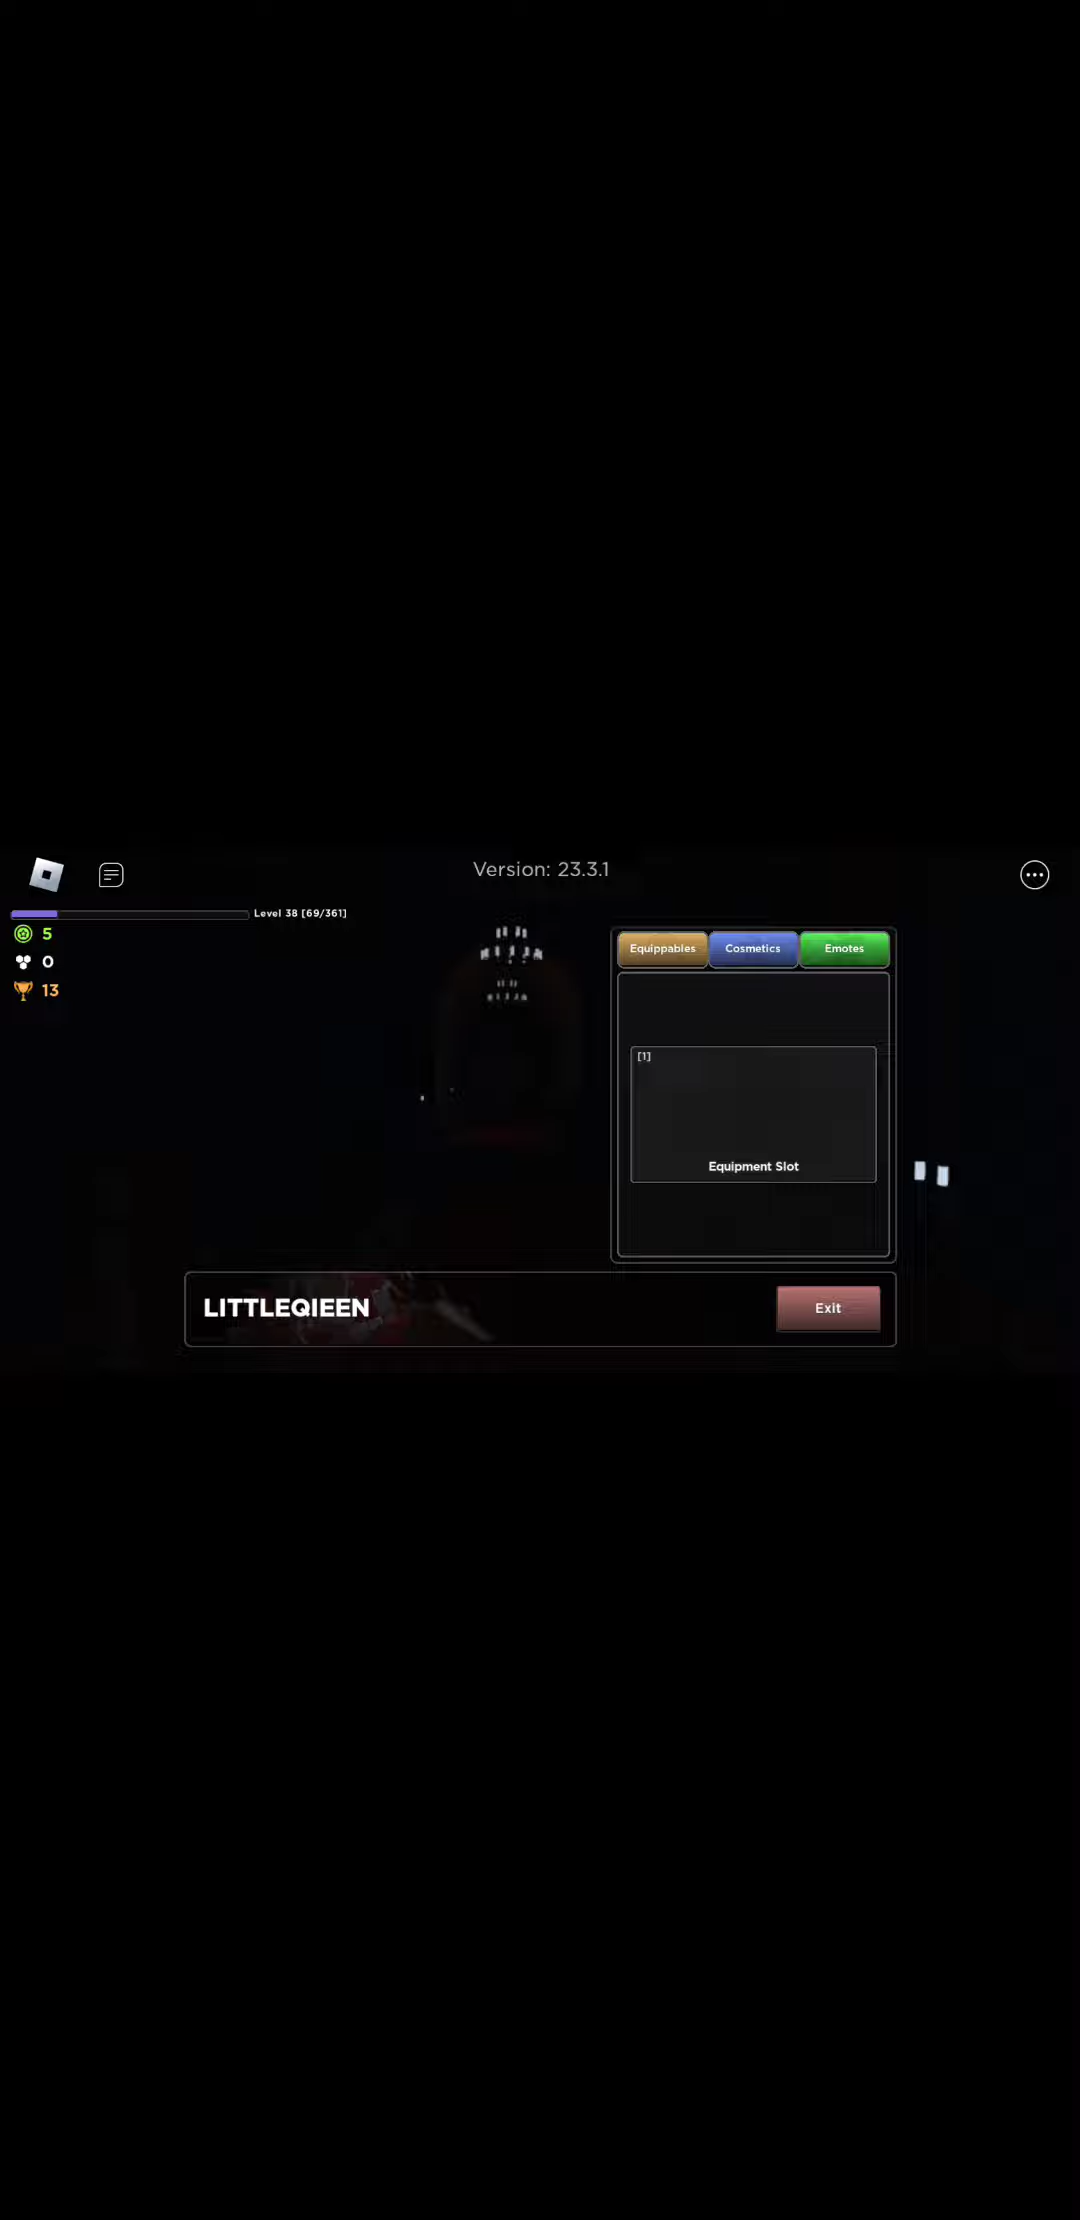 Version: 23.3.1
Level 38 [69/361]
5
0
13
Equippables
Cosmetics
Emotes
[1]
Equipment Slot
LITTLEQIEEN
Exit